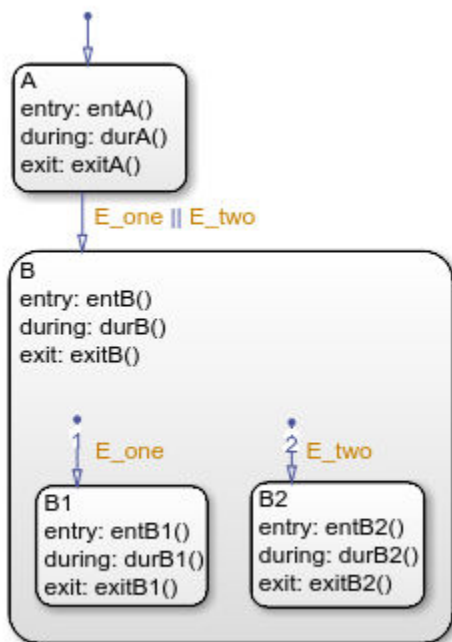 A
entry: entA()
during: durA()
exit: exitA()
E_one || E_two
B
entry: entB()
during: durB()
exit: exitB()
1
E_one
2
E_two
B1
entry: entB1()
during: durB1()
exit: exitB1()
B2
entry: entB2()
during: durB2()
exit: exitB2()